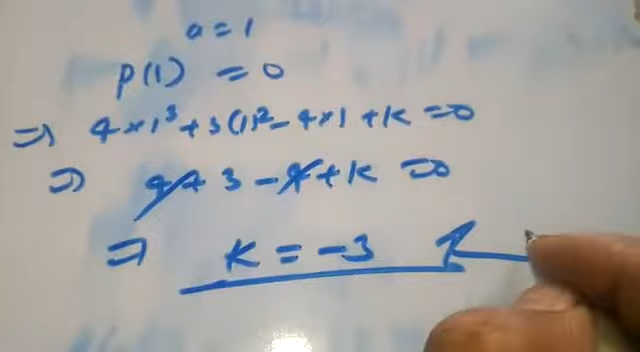 a = 1
p(1) = 0
⇒ 4×1³ + 3(1)² - 4×1 + k = 0
⇒ 4 + 3 - 4 + k = 0
⇒ k = -3